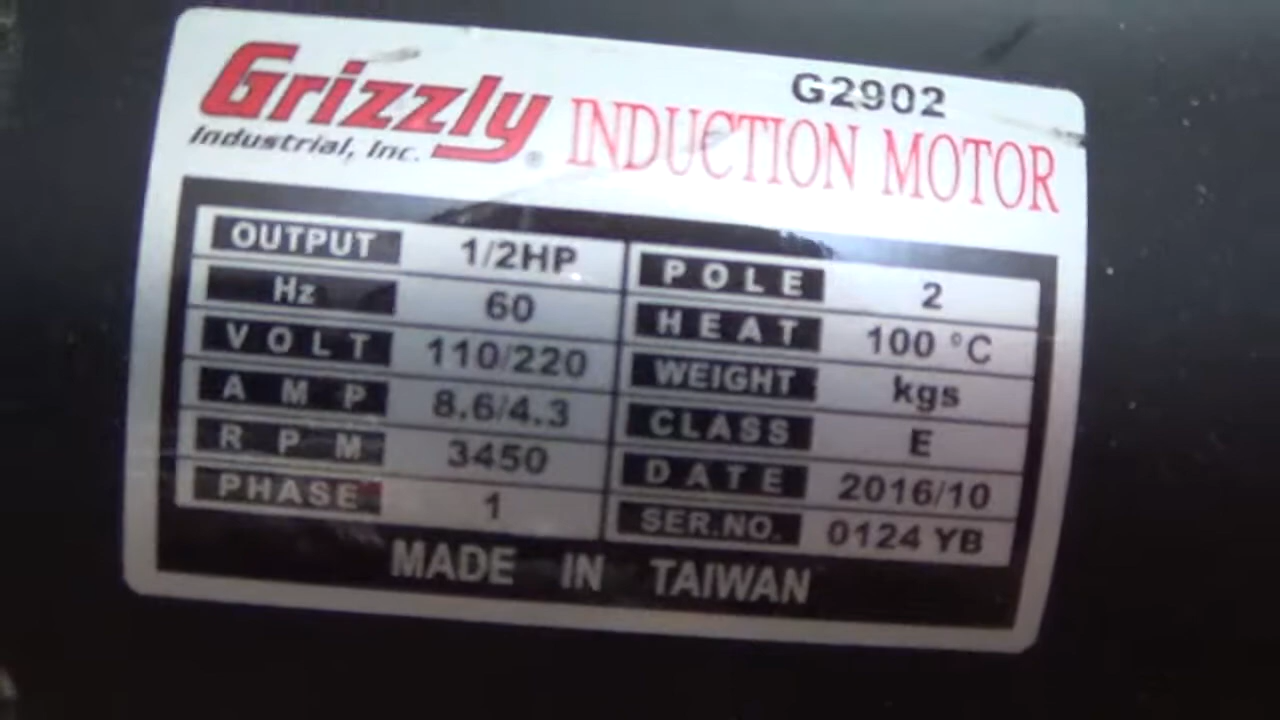 G2902
Grizzly® INDUCTION MOTOR
Industrial, Inc.
OUTPUT 1/2HP POLE 2
Hz 60 HEAT 100 °C
VOLT 110/220 WEIGHT kgs
AMP 8.6/4.3 CLASS E
RPM 3450 DATE 2016/10
PHASE 1 SER.NO. 0124 YB
MADE IN TAIWAN